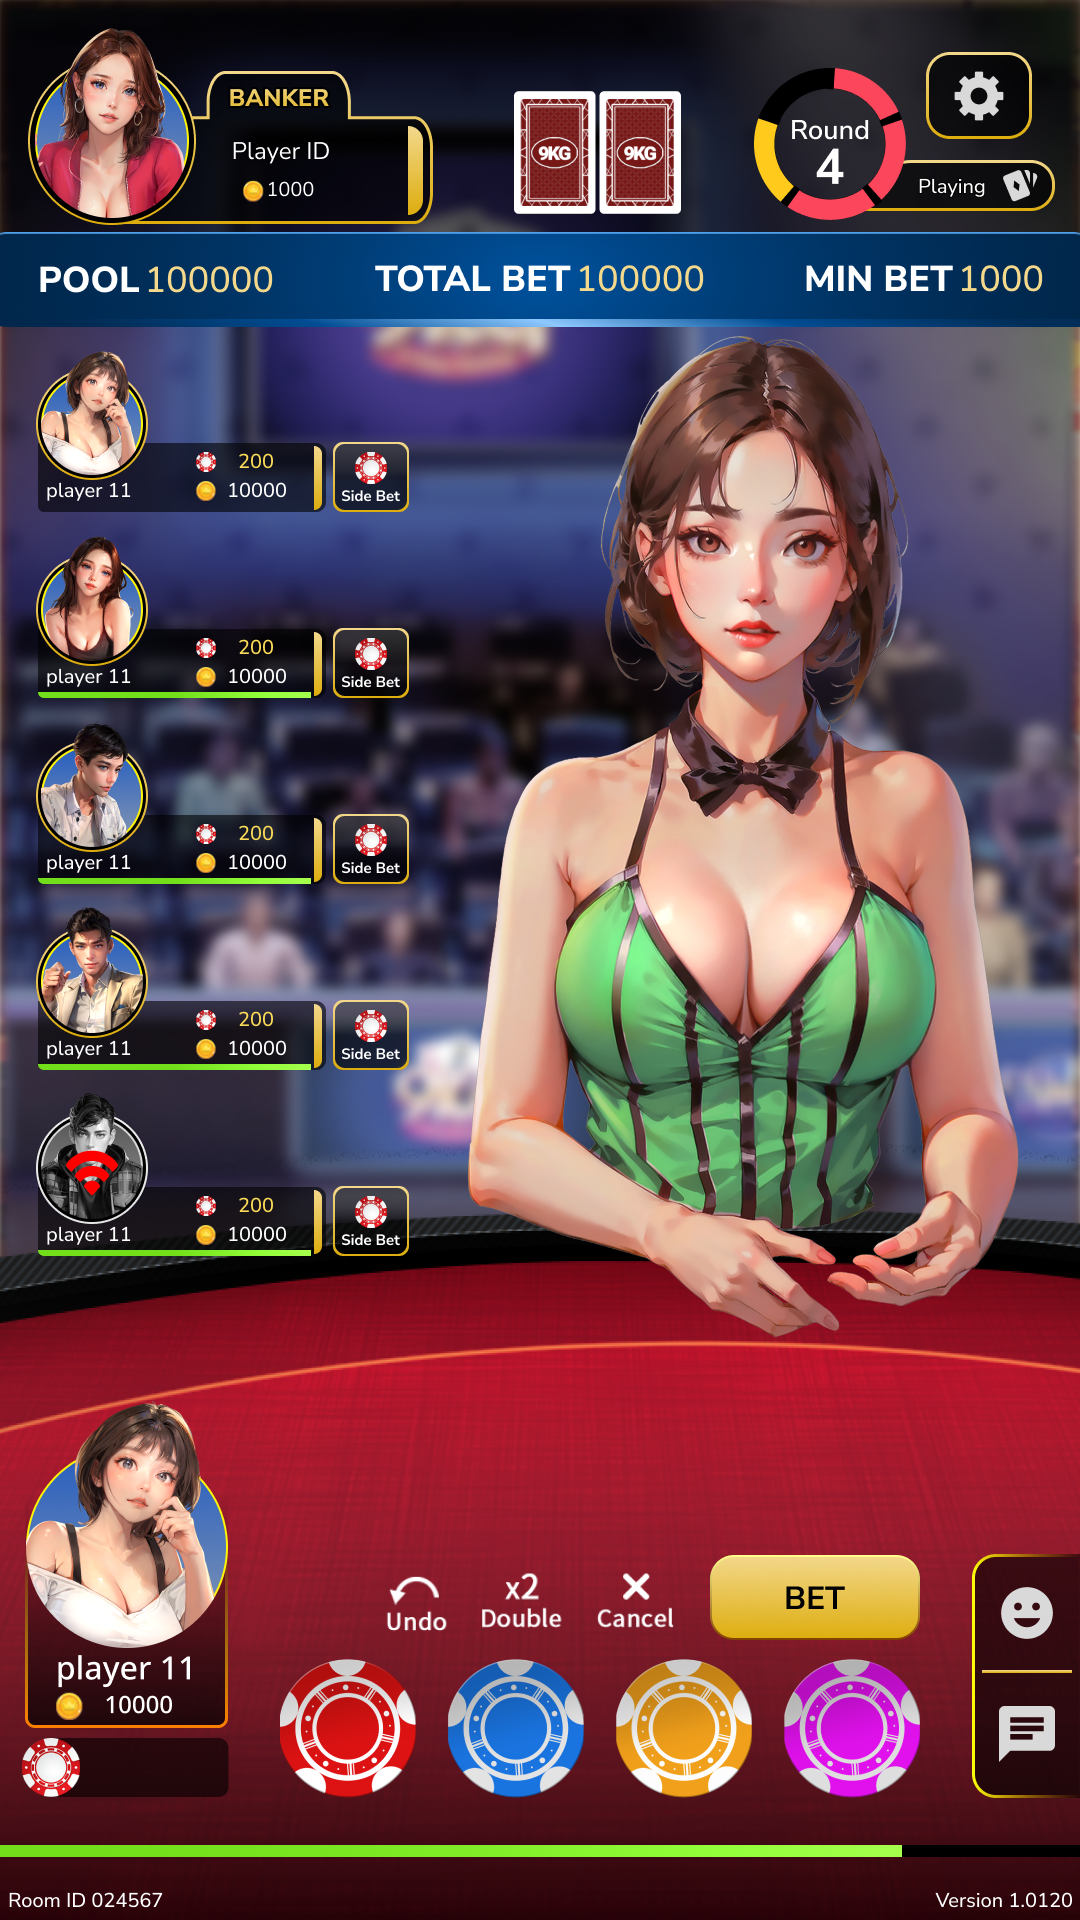 BANKER
Player ID
1000
9KG
9KG
Round
4
Playing
POOL 100000
TOTAL BET 100000
MIN BET 1000
200
player 11
10000
Side Bet
200
player 11
10000
Side Bet
200
player 11
10000
Side Bet
200
player 11
10000
Side Bet
200
player 11
10000
Side Bet
Undo
x2
Double
Cancel
BET
player 11
10000
Room ID 024567
Version 1.0120